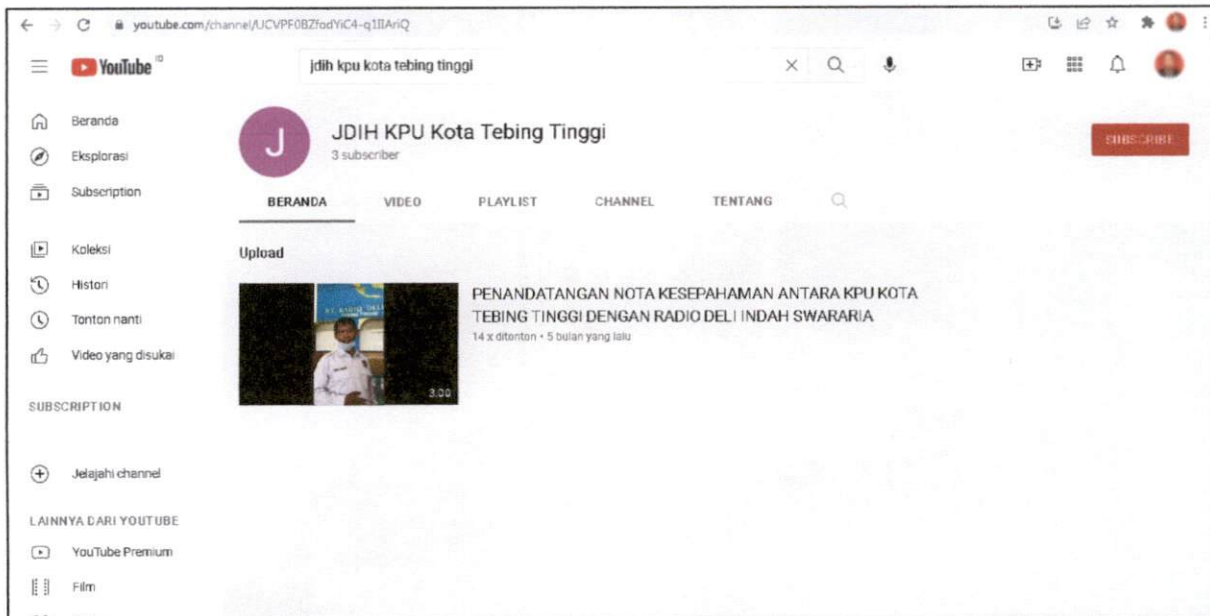 youtube.com/channel/UCVPF0BZfodYiC4-q1IIAriQ
YouTube ID
jdih kpu kota tebing tinggi
Beranda
Eksplorasi
Subscription
Koleksi
Histori
Tonton nanti
Video yang disukai
SUBSCRIPTION
Jelajahi channel
LAINNYA DARI YOUTUBE
YouTube Premium
Film
J
JDIH KPU Kota Tebing Tinggi
3 subscriber
SUBSCRIBE
BERANDA VIDEO PLAYLIST CHANNEL TENTANG
Upload
3.00
PENANDATANGAN NOTA KESEPAHAMAN ANTARA KPU KOTA
TEBING TINGGI DENGAN RADIO DELI INDAH SWARARIA
14 x ditonton • 5 bulan yang lalu